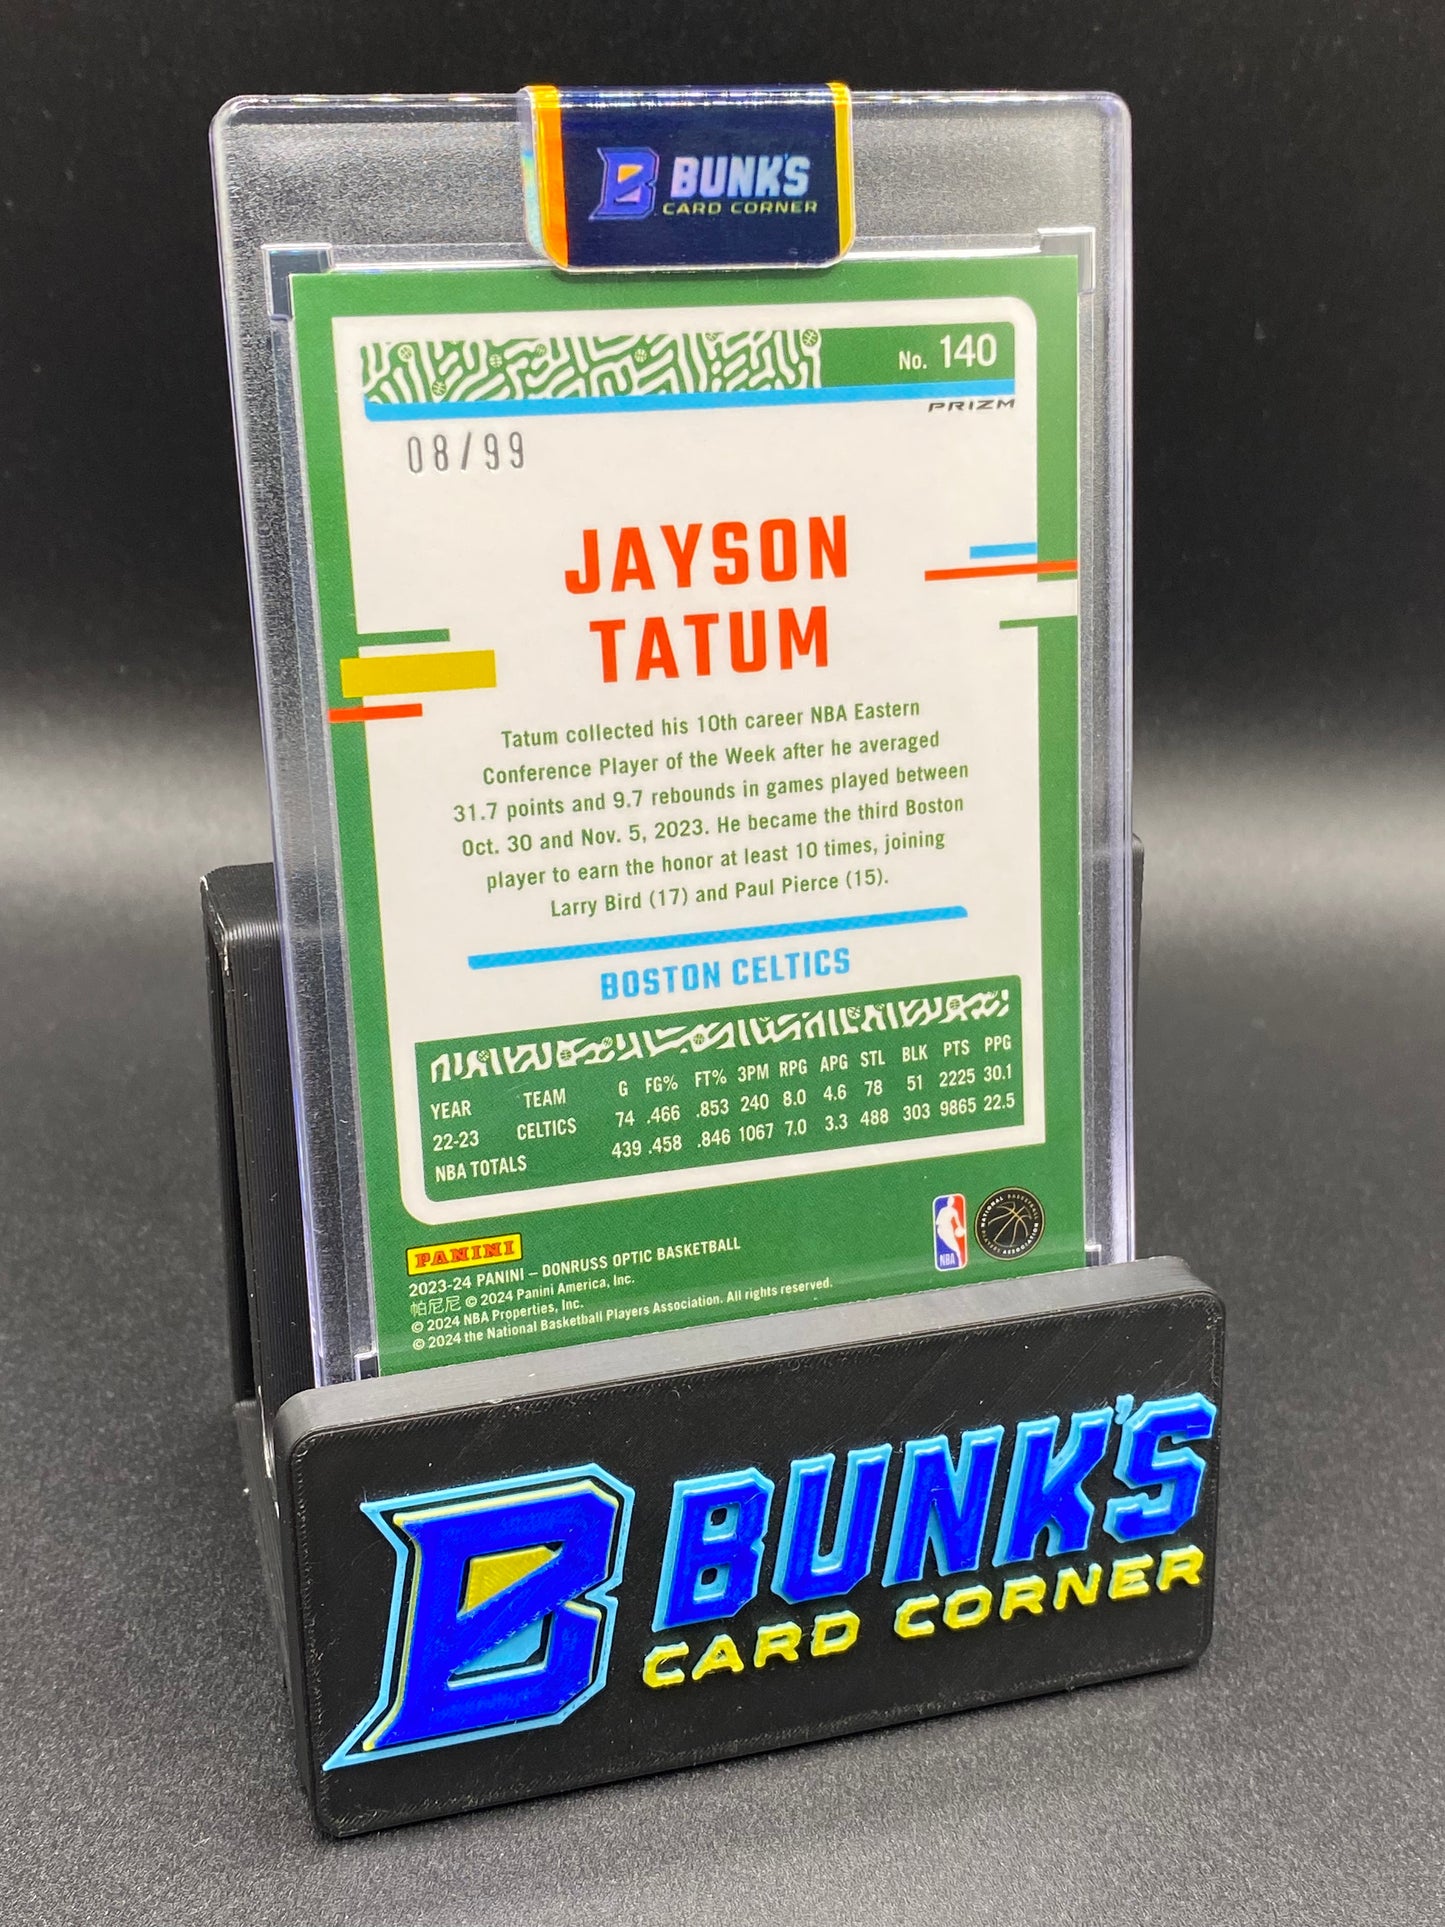 BUNK'S
CARD CORNER
No. 140
PRIZM
08/99
JAYSON
TATUM
Tatum collected his 10th career NBA Eastern
Conference Player of the Week after he averaged
31.7 points and 9.7 rebounds in games played between
Oct. 30 and Nov. 5, 2023. He became the third Boston
player to earn the honor at least 10 times, joining
Larry Bird (17) and Paul Pierce (15).
BOSTON CELTICS
YEAR TEAM G FG% FT% 3PM RPG APG STL BLK PTS PPG
22-23 CELTICS 74 .466 .853 240 8.0 4.6 78 51 2225 30.1
NBA TOTALS 439 .458 .846 1067 7.0 3.3 488 303 9865 22.5
PANINI
NBA
NATIONAL BASKETBALL PLAYERS ASSOCIATION
2023-24 PANINI – DONRUSS OPTIC BASKETBALL
帕尼尼 © 2024 Panini America, Inc.
© 2024 NBA Properties, Inc.
© 2024 the National Basketball Players Association. All rights reserved.
B BUNK'S
CARD CORNER